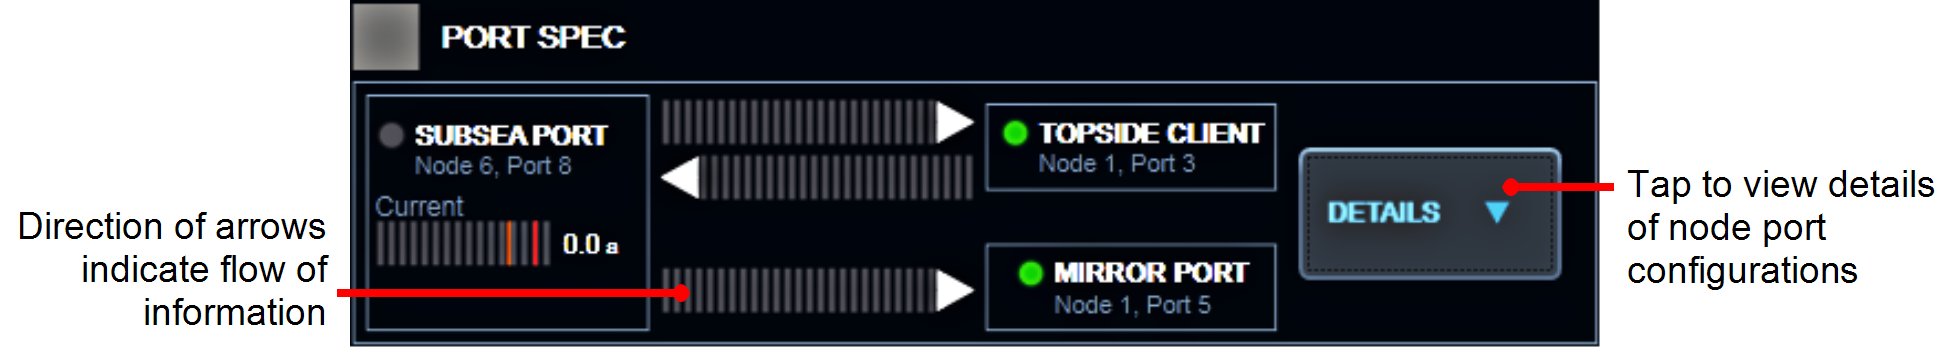 PORT SPEC
SUBSEA PORT
Node 6, Port 8
Current
0.0 a
TOPSIDE CLIENT
Node 1, Port 3
MIRROR PORT
Node 1, Port 5
DETAILS
Direction of arrows
indicate flow of
information
Tap to view details
of node port
configurations